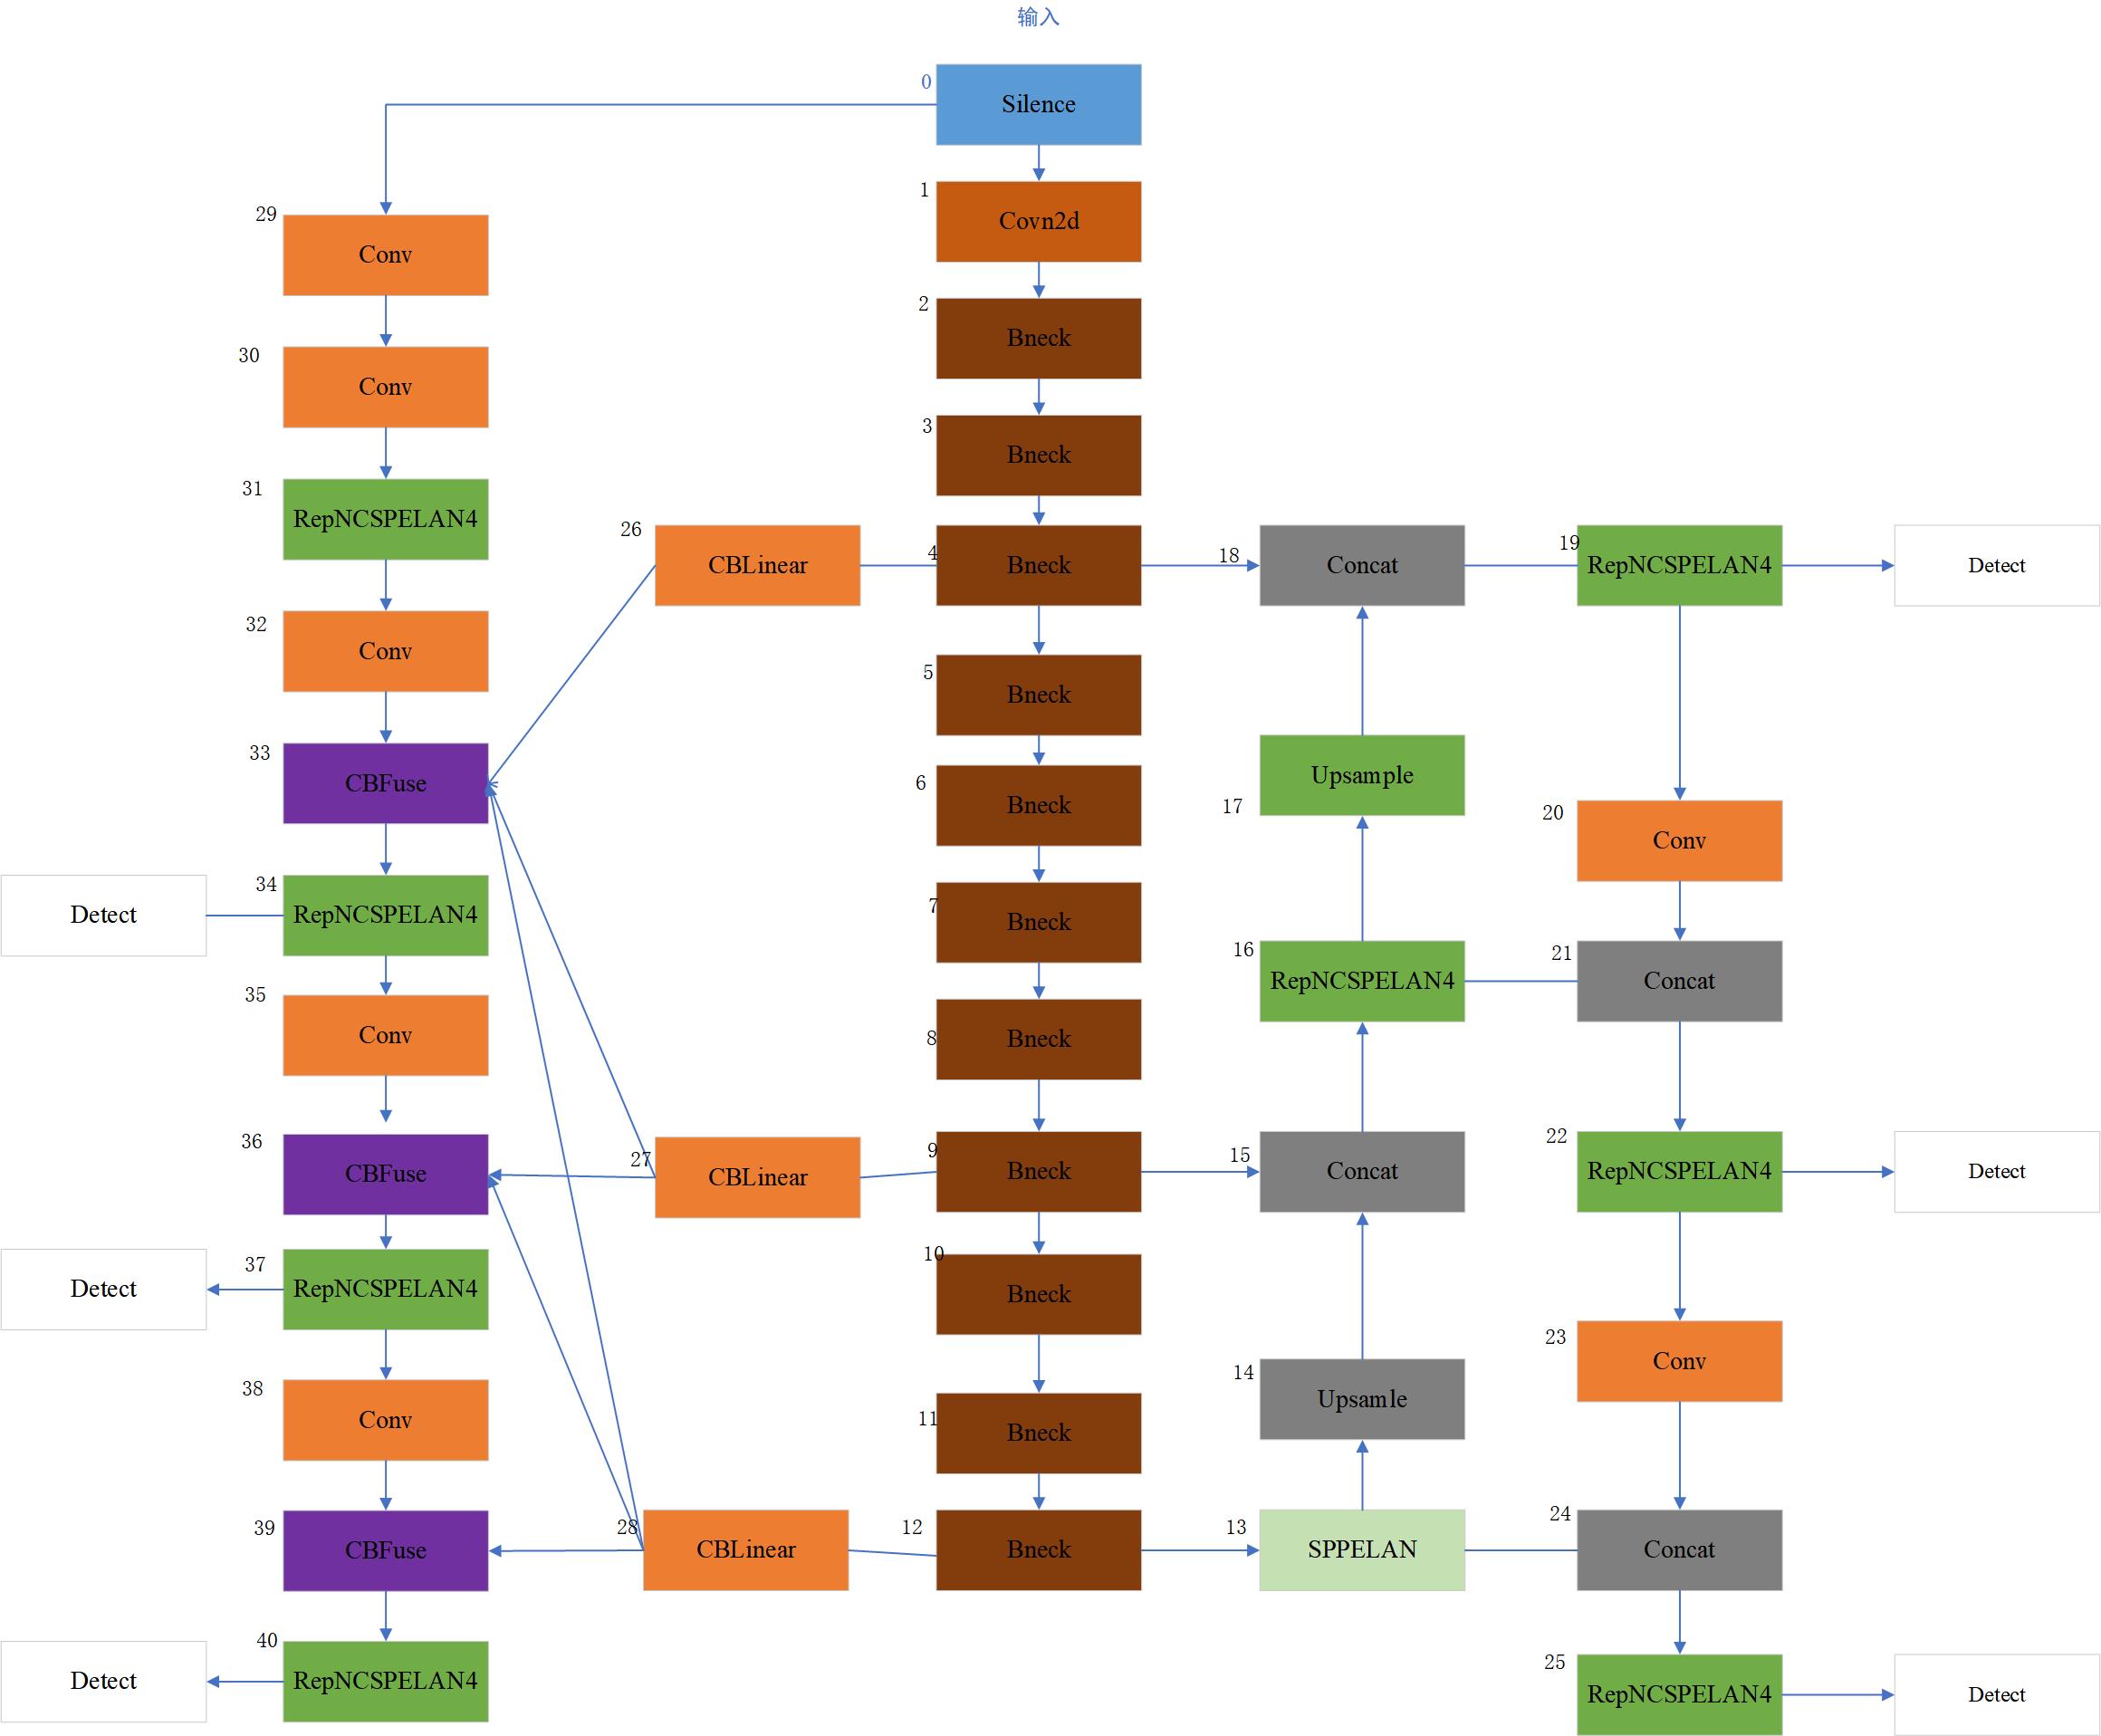 输入
0
Silence
1
Covn2d
2
Bneck
3
Bneck
4
Bneck
5
Bneck
6
Bneck
7
Bneck
8
Bneck
9
Bneck
10
Bneck
11
Bneck
12
Bneck
13
SPPELAN
14
Upsamle
15
Concat
16
RepNCSPELAN4
17
Upsample
18
Concat
19
RepNCSPELAN4
Detect
20
Conv
21
Concat
22
RepNCSPELAN4
Detect
23
Conv
24
Concat
25
RepNCSPELAN4
Detect
26
CBLinear
27
CBLinear
28
CBLinear
29
Conv
30
Conv
31
RepNCSPELAN4
32
Conv
33
CBFuse
34
RepNCSPELAN4
Detect
35
Conv
36
CBFuse
37
RepNCSPELAN4
Detect
38
Conv
39
CBFuse
40
RepNCSPELAN4
Detect